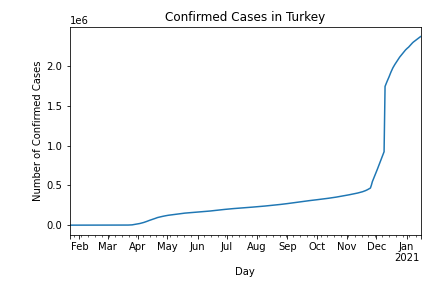 Confirmed Cases in Turkey
1e6
Number of Confirmed Cases
2.0
1.5
1.0
0.5
0.0
Feb Mar Apr May Jun Jul Aug Sep Oct Nov Dec Jan
2021
Day